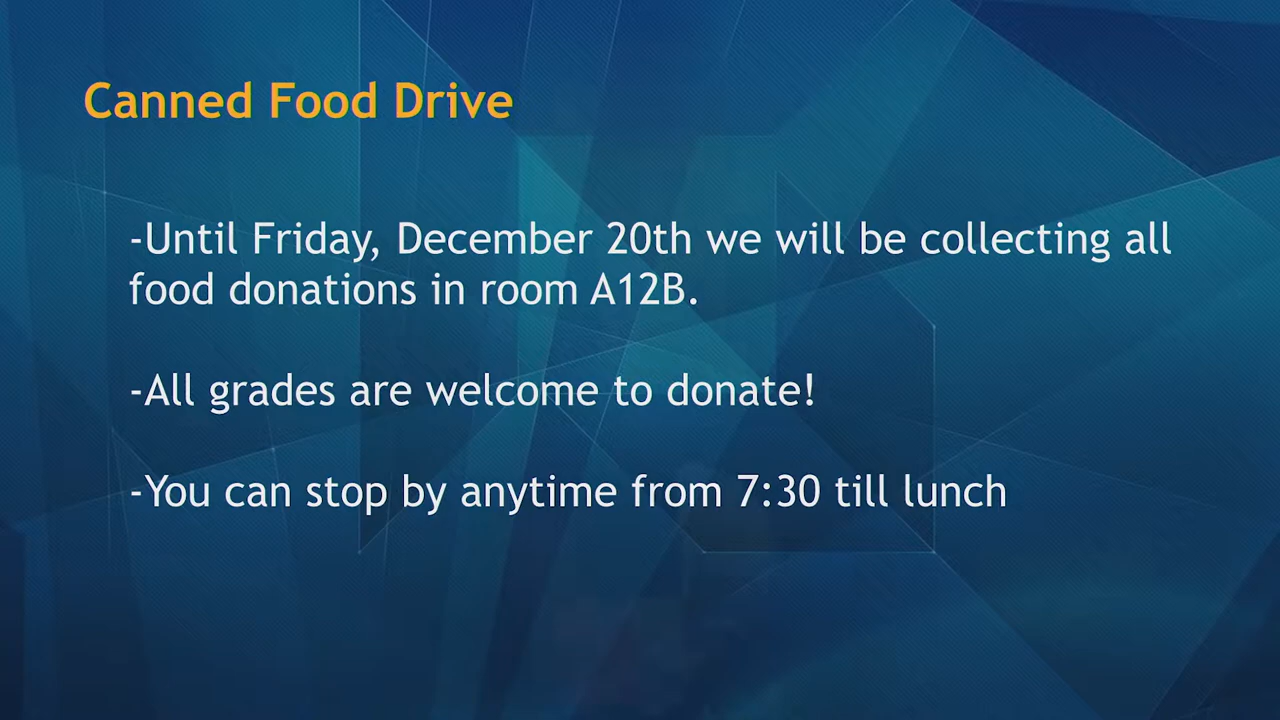 Canned Food Drive
-Until Friday, December 20th we will be collecting all
food donations in room A12B.
-All grades are welcome to donate!
-You can stop by anytime from 7:30 till lunch